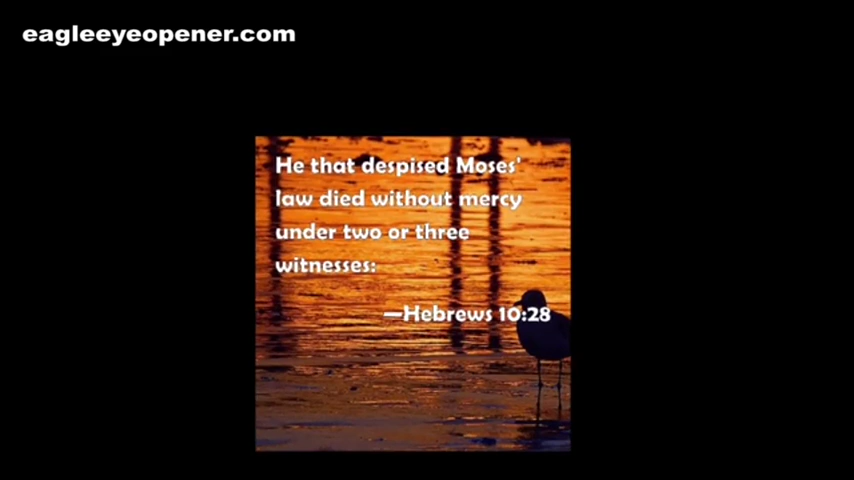 eagleeyeopener.com
He that despised Moses'
law died without mercy
under two or three
witnesses:
—Hebrews 10:28